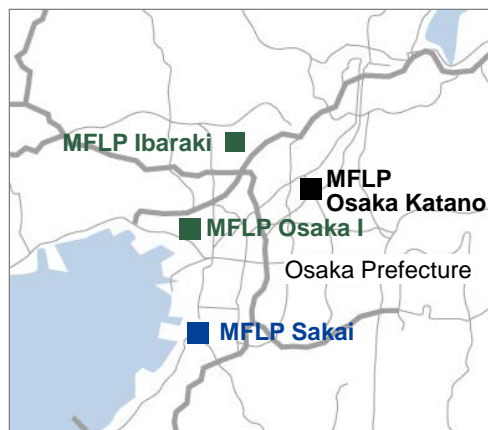 MFLP Ibaraki
MFLP
Osaka Katano
MFLP Osaka I
Osaka Prefecture
MFLP Sakai